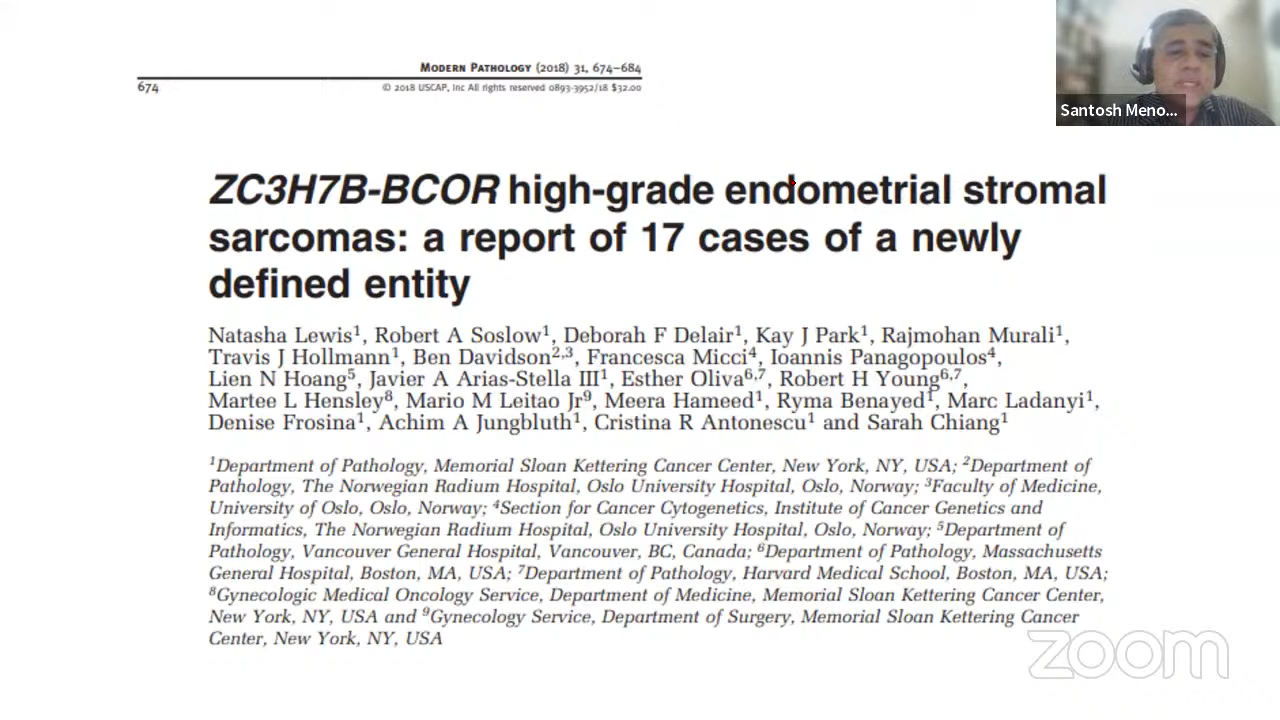 MODERN PATHOLOGY (2018) 31, 674–684
674
© 2018 USCAP, Inc All rights reserved 0893-3952/18 $32.00
Santosh Meno...
ZC3H7B-BCOR high-grade endometrial stromal
sarcomas: a report of 17 cases of a newly
defined entity
Natasha Lewis1, Robert A Soslow1, Deborah F Delair1, Kay J Park1, Rajmohan Murali1,
Travis J Hollmann1, Ben Davidson2,3, Francesca Micci4, Ioannis Panagopoulos4,
Lien N Hoang5, Javier A Arias-Stella III1, Esther Oliva6,7, Robert H Young6,7,
Martee L Hensley8, Mario M Leitao Jr9, Meera Hameed1, Ryma Benayed1, Marc Ladanyi1,
Denise Frosina1, Achim A Jungbluth1, Cristina R Antonescu1 and Sarah Chiang1
1Department of Pathology, Memorial Sloan Kettering Cancer Center, New York, NY, USA; 2Department of
Pathology, The Norwegian Radium Hospital, Oslo University Hospital, Oslo, Norway; 3Faculty of Medicine,
University of Oslo, Oslo, Norway; 4Section for Cancer Cytogenetics, Institute of Cancer Genetics and
Informatics, The Norwegian Radium Hospital, Oslo University Hospital, Oslo, Norway; 5Department of
Pathology, Vancouver General Hospital, Vancouver, BC, Canada; 6Department of Pathology, Massachusetts
General Hospital, Boston, MA, USA; 7Department of Pathology, Harvard Medical School, Boston, MA, USA;
8Gynecologic Medical Oncology Service, Department of Medicine, Memorial Sloan Kettering Cancer Center,
New York, NY, USA and 9Gynecology Service, Department of Surgery, Memorial Sloan Kettering Cancer
Center, New York, NY, USA
zoom